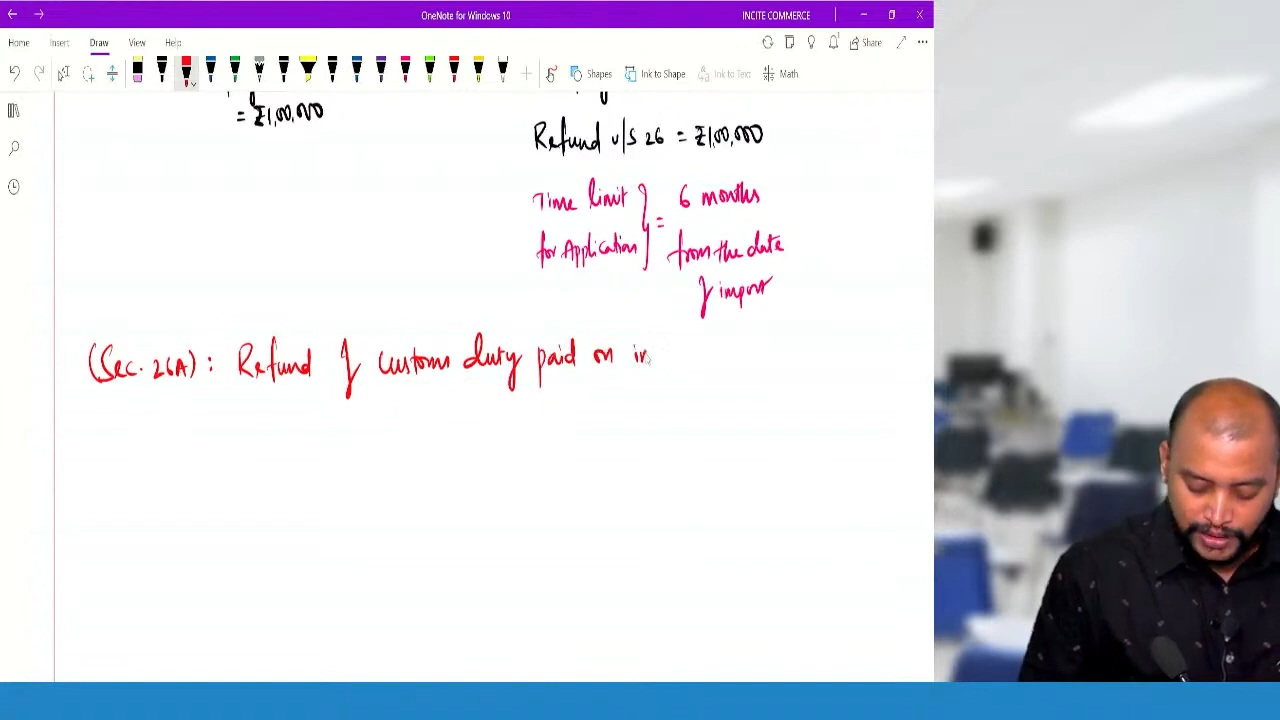 OneNote for Windows 10
INCITE COMMERCE
Home Insert Draw View Help
Share
Shapes
Ink to Shape
Ink to Text
Math
= ₹1,00,000
Refund u/s 26 = ₹1,00,000
Time limit } = 6 months
for Application from the date
of import
(Sec. 26A) : Refund of customs duty paid on im